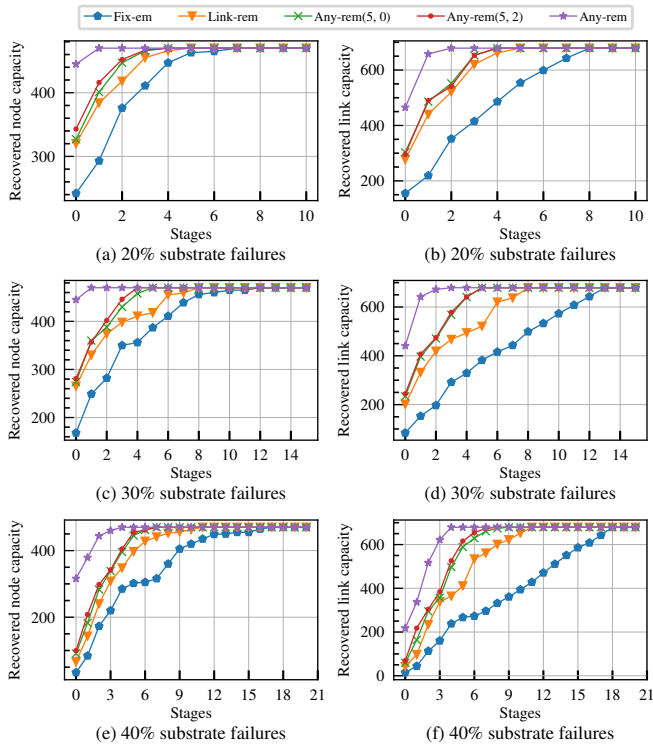 Fix-em Link-rem Any-rem(5, 0) Any-rem(5, 2) Any-rem
Recovered node capacity
400
300
0 2 4 6 8 10
Stages
(a) 20% substrate failures
Recovered link capacity
600
400
200
0 2 4 6 8 10
Stages
(b) 20% substrate failures
Recovered node capacity
400
300
200
0 2 4 6 8 10 12 14
Stages
(c) 30% substrate failures
Recovered link capacity
600
400
200
0 2 4 6 8 10 12 14
Stages
(d) 30% substrate failures
Recovered node capacity
400
200
0 3 6 9 12 15 18 21
Stages
(e) 40% substrate failures
Recovered link capacity
600
400
200
0
0 3 6 9 12 15 18 21
Stages
(f) 40% substrate failures